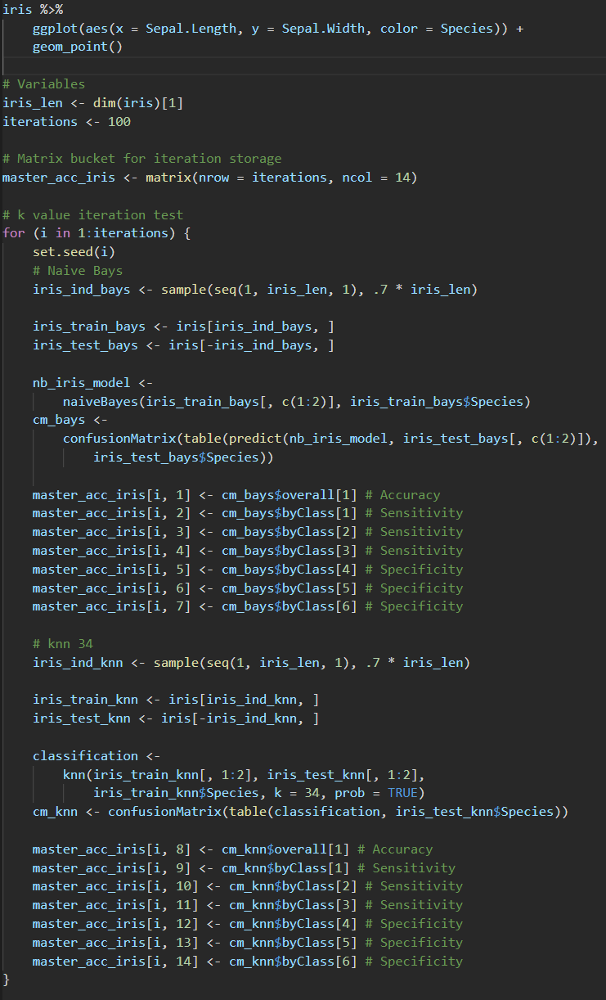 iris %>%
    ggplot(aes(x = Sepal.Length, y = Sepal.Width, color = Species)) +
    geom_point()

# Variables
iris_len <- dim(iris)[1]
iterations <- 100

# Matrix bucket for iteration storage
master_acc_iris <- matrix(nrow = iterations, ncol = 14)

# k value iteration test
for (i in 1:iterations) {
    set.seed(i)
    # Naive Bays
    iris_ind_bays <- sample(seq(1, iris_len, 1), .7 * iris_len)

    iris_train_bays <- iris[iris_ind_bays, ]
    iris_test_bays <- iris[-iris_ind_bays, ]

    nb_iris_model <-
        naiveBayes(iris_train_bays[, c(1:2)], iris_train_bays$Species)
    cm_bays <-
        confusionMatrix(table(predict(nb_iris_model, iris_test_bays[, c(1:2)]),
            iris_test_bays$Species))

    master_acc_iris[i, 1] <- cm_bays$overall[1] # Accuracy
    master_acc_iris[i, 2] <- cm_bays$byClass[1] # Sensitivity
    master_acc_iris[i, 3] <- cm_bays$byClass[2] # Sensitivity
    master_acc_iris[i, 4] <- cm_bays$byClass[3] # Sensitivity
    master_acc_iris[i, 5] <- cm_bays$byClass[4] # Specificity
    master_acc_iris[i, 6] <- cm_bays$byClass[5] # Specificity
    master_acc_iris[i, 7] <- cm_bays$byClass[6] # Specificity

    # knn 34
    iris_ind_knn <- sample(seq(1, iris_len, 1), .7 * iris_len)

    iris_train_knn <- iris[iris_ind_knn, ]
    iris_test_knn <- iris[-iris_ind_knn, ]

    classification <-
        knn(iris_train_knn[, 1:2], iris_test_knn[, 1:2],
            iris_train_knn$Species, k = 34, prob = TRUE)
    cm_knn <- confusionMatrix(table(classification, iris_test_knn$Species))

    master_acc_iris[i, 8] <- cm_knn$overall[1] # Accuracy
    master_acc_iris[i, 9] <- cm_knn$byClass[1] # Sensitivity
    master_acc_iris[i, 10] <- cm_knn$byClass[2] # Sensitivity
    master_acc_iris[i, 11] <- cm_knn$byClass[3] # Sensitivity
    master_acc_iris[i, 12] <- cm_knn$byClass[4] # Specificity
    master_acc_iris[i, 13] <- cm_knn$byClass[5] # Specificity
    master_acc_iris[i, 14] <- cm_knn$byClass[6] # Specificity
}